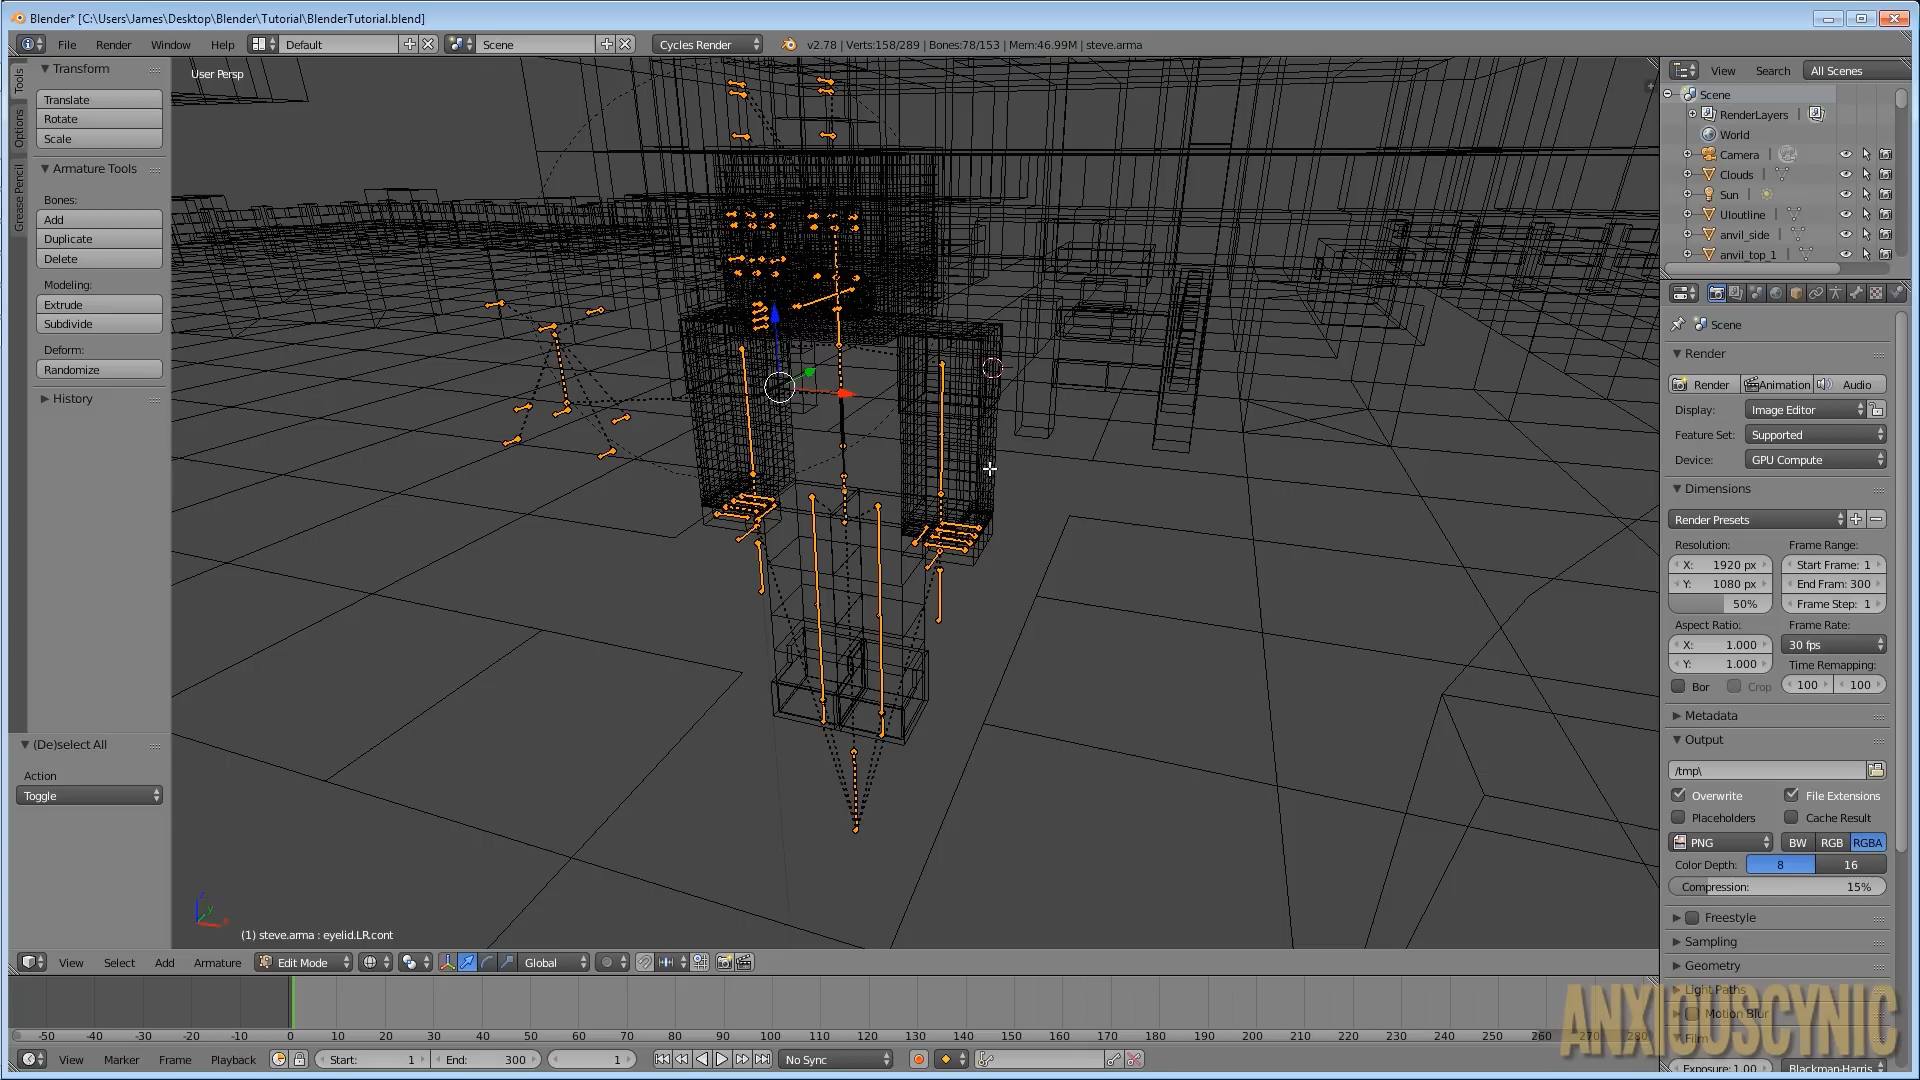 Blender* [C:\Users\James\Desktop\Blender\Tutorial\BlenderTutorial.blend]
File Render Window Help Default Scene Cycles Render v2.78 | Verts:158/289 | Bones:78/153 | Mem:46.99M | steve.arma
Tools
Options
Grease Pencil
Transform
Translate
Rotate
Scale
Armature Tools
Bones:
Add
Duplicate
Delete
Modeling:
Extrude
Subdivide
Deform:
Randomize
History
(De)select All
Action
Toggle
User Persp
(1) steve.arma : eyelid.LR.cont
View Select Add Armature Edit Mode Global
View Search All Scenes
Scene
RenderLayers
World
Camera
Clouds
Sun
UIoutline
anvil_side
anvil_top_1
Scene
Render
Render Animation Audio
Display: Image Editor
Feature Set: Supported
Device: GPU Compute
Dimensions
Render Presets
Resolution: Frame Range:
X: 1920 px Start Frame: 1
Y: 1080 px End Fram: 300
50% Frame Step: 1
Aspect Ratio: Frame Rate:
X: 1.000 30 fps
Y: 1.000 Time Remapping:
Bor Crop 100 100
Metadata
Output
/tmp\
Overwrite File Extensions
Placeholders Cache Result
PNG BW RGB RGBA
Color Depth: 8 16
Compression: 15%
Freestyle
Sampling
Geometry
Light Paths
Motion Blur
Film
Exposure: 1.00 Blackman-Harris
-50 -40 -30 -20 -10 0 10 20 30 40 50 60 70 80 90 100 110 120 130 140 150 160 170 180 190 200 210 220 230 240 250 260 270 280
View Marker Frame Playback Start: 1 End: 300 1 No Sync
ANXIOUSCYNIC